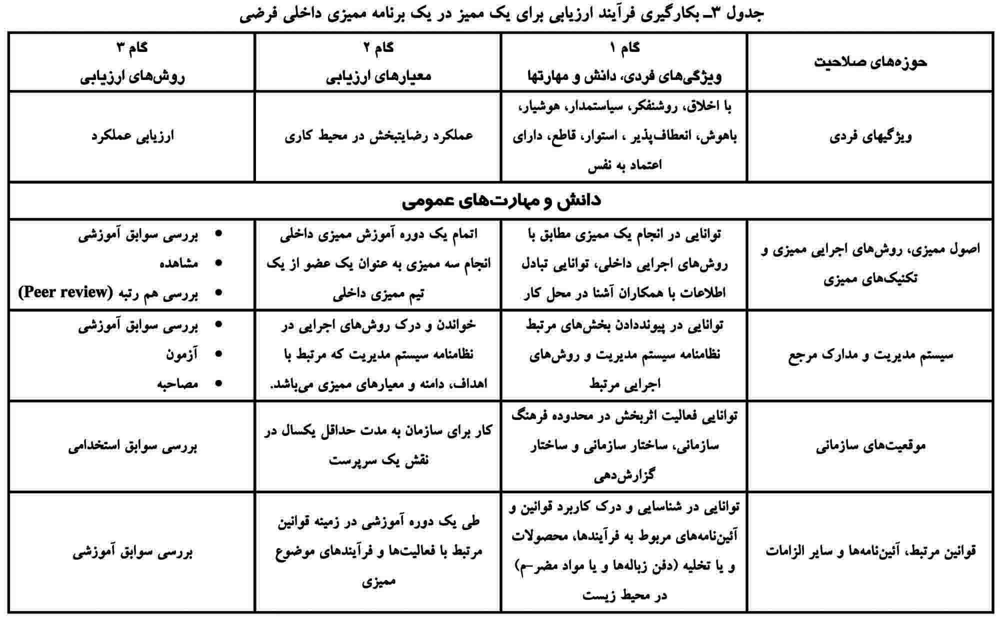 جدول ۳ـ بکارگیری فرآیند ارزیابی برای یک ممیز در یک برنامه ممیزی داخلی فرضی
حوزه‌های صلاحیت
گام ۱
ویژگی‌های فردی، دانش و مهارتها
گام ۲
معیارهای ارزیابی
گام ۳
روش‌های ارزیابی
ویژگیهای فردی
با اخلاق، روشنفکر، سیاستمدار، هوشیار،
باهوش، انعطاف‌پذیر ، استوار، قاطع، دارای
اعتماد به نفس
عملکرد رضایتبخش در محیط کاری
ارزیابی عملکرد
دانش و مهارت‌های عمومی
اصول ممیزی، روش‌های اجرایی ممیزی و
تکنیک‌های ممیزی
توانایی در انجام یک ممیزی مطابق با
روش‌های اجرایی داخلی، توانایی تبادل
اطلاعات با همکاران آشنا در محل کار
اتمام یک دوره آموزش ممیزی داخلی
انجام سه ممیزی به عنوان یک عضو از یک
تیم ممیزی داخلی
• بررسی سوابق آموزشی
• مشاهده
• بررسی هم رتبه (Peer review)
سیستم مدیریت و مدارک مرجع
توانایی در پیونددادن بخش‌های مرتبط
نظامنامه سیستم مدیریت و روش‌های
اجرایی مرتبط
خواندن و درک روش‌های اجرایی در
نظامنامه سیستم مدیریت که مرتبط با
اهداف، دامنه و معیارهای ممیزی می‌باشد.
• بررسی سوابق آموزشی
• آزمون
• مصاحبه
موقعیت‌های سازمانی
توانایی فعالیت اثربخش در محدوده فرهنگ
سازمانی، ساختار سازمانی و ساختار
گزارش‌دهی
کار برای سازمان به مدت حداقل یکسال در
نقش یک سرپرست
بررسی سوابق استخدامی
قوانین مرتبط، آئین‌نامه‌ها و سایر الزامات
توانایی در شناسایی و درک کاربرد قوانین و
آئین‌نامه‌های مربوط به فرآیندها، محصولات
و یا تخلیه (دفن زباله‌ها و یا مواد مضر-م)
در محیط زیست
طی یک دوره آموزشی در زمینه قوانین
مرتبط با فعالیت‌ها و فرآیندهای موضوع
ممیزی
بررسی سوابق آموزشی